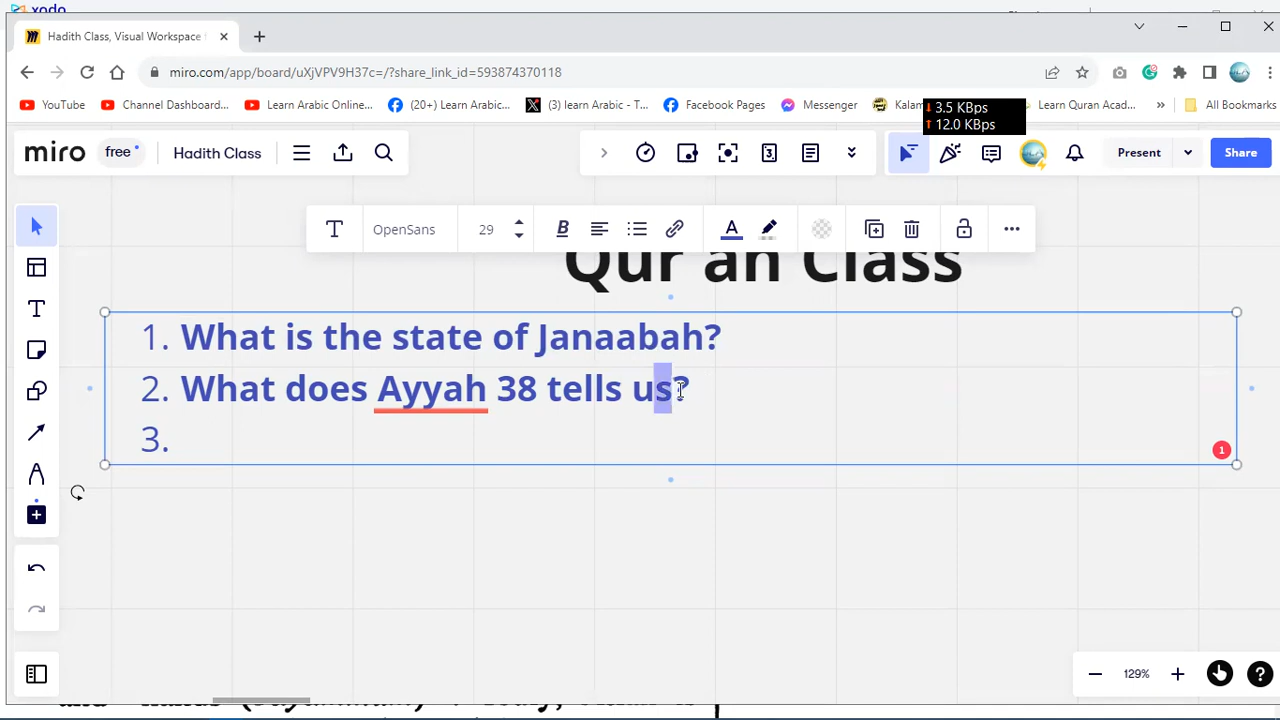 xodo
Hadith Class, Visual Workspace
miro.com/app/board/uXjVPV9H37c=/?share_link_id=593874370118
YouTube
Channel Dashboard...
Learn Arabic Online...
(20+) Learn Arabic...
(3) learn Arabic - T...
Facebook Pages
Messenger
Kalam
Learn Quran Acad...
»
All Bookmarks
3.5 KBps
12.0 KBps
miro
free
Hadith Class
Present
Share
OpenSans
29
Qur an Class
1. What is the state of Janaabah?
2. What does Ayyah 38 tells us?
3.
1
129%